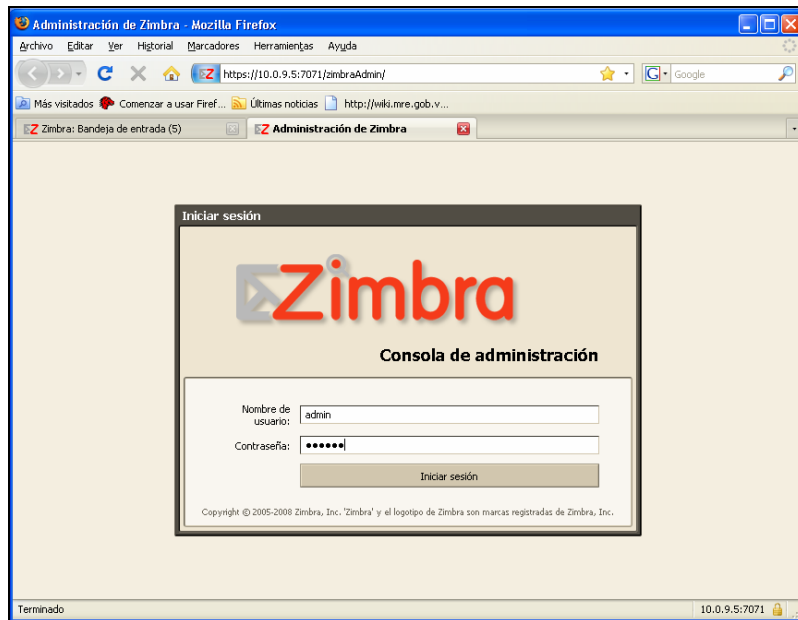 Administración de Zimbra - Mozilla Firefox
Archivo Editar Ver Historial Marcadores Herramientas Ayuda
Z https://10.0.9.5:7071/zimbraAdmin/ G Google
Más visitados Comenzar a usar Firef... Últimas noticias http://wiki.mre.gob.v...
Z Zimbra: Bandeja de entrada (5) Z Administración de Zimbra
Iniciar sesión
Zimbra
Consola de administración
Nombre de
usuario: admin
Contraseña: ●●●●●●
Iniciar sesión
Copyright © 2005-2008 Zimbra, Inc. 'Zimbra' y el logotipo de Zimbra son marcas registradas de Zimbra, Inc.
Terminado 10.0.9.5:7071